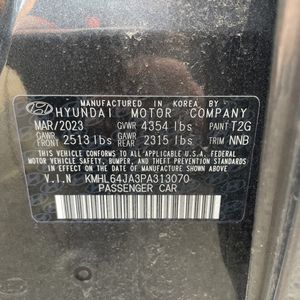 MANUFACTURED IN KOREA BY
HYUNDAI MOTOR COMPANY
MAR/2023 GVWR 4354 lbs PAINT T2G
GAWR FRONT 2513 lbs GAWR REAR 2315 lbs TRIM NNB
THIS VEHICLE CONFORMS TO ALL APPLICABLE U.S.A. FEDERAL
MOTOR VEHICLE SAFETY, BUMPER, AND THEFT PREVENTION STANDARDS
IN EFFECT ON THE DATE OF MANUFACTURE SHOWN ABOVE.
V.I.N KMHL64JA3PA313070
PASSENGER CAR